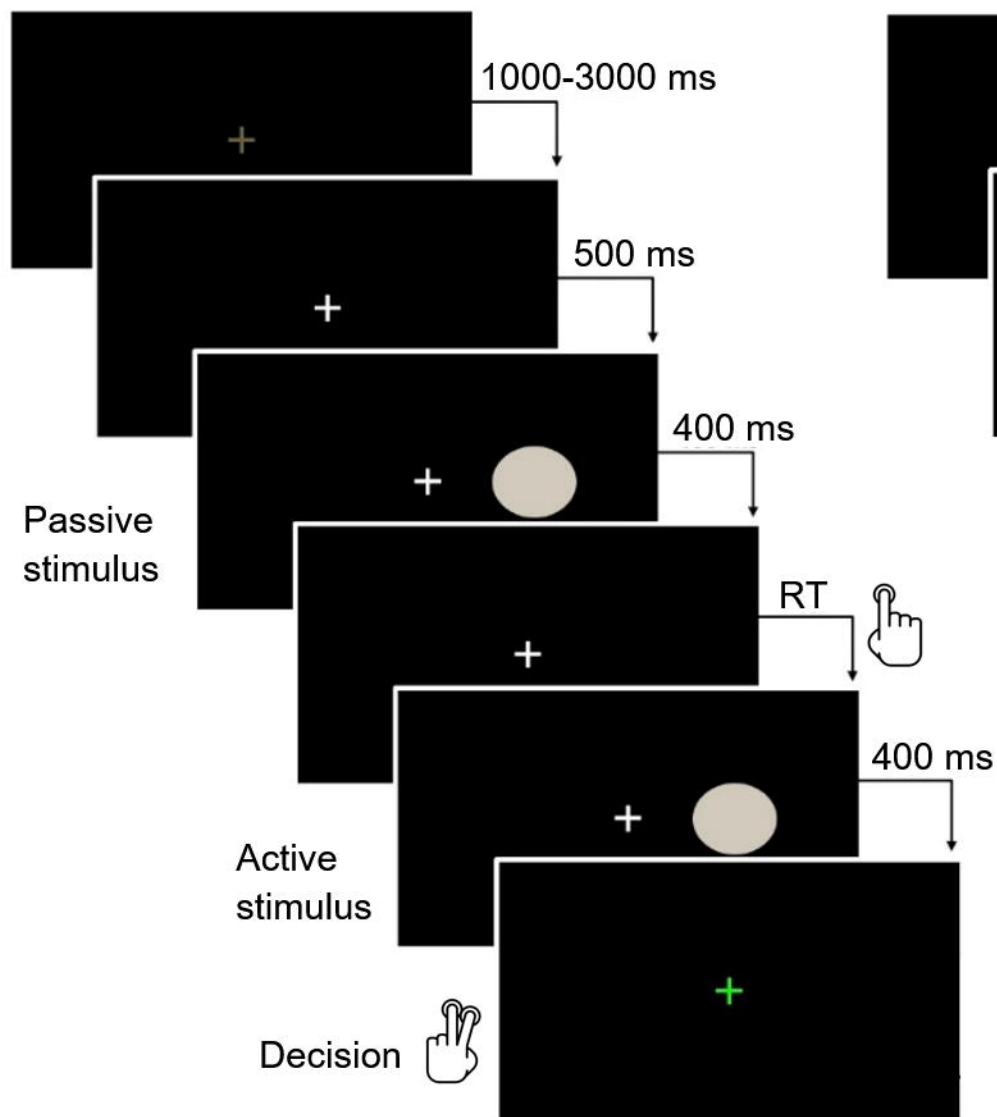 1000-3000 ms
500 ms
400 ms
Passive
stimulus
RT
400 ms
Active
stimulus
Decision